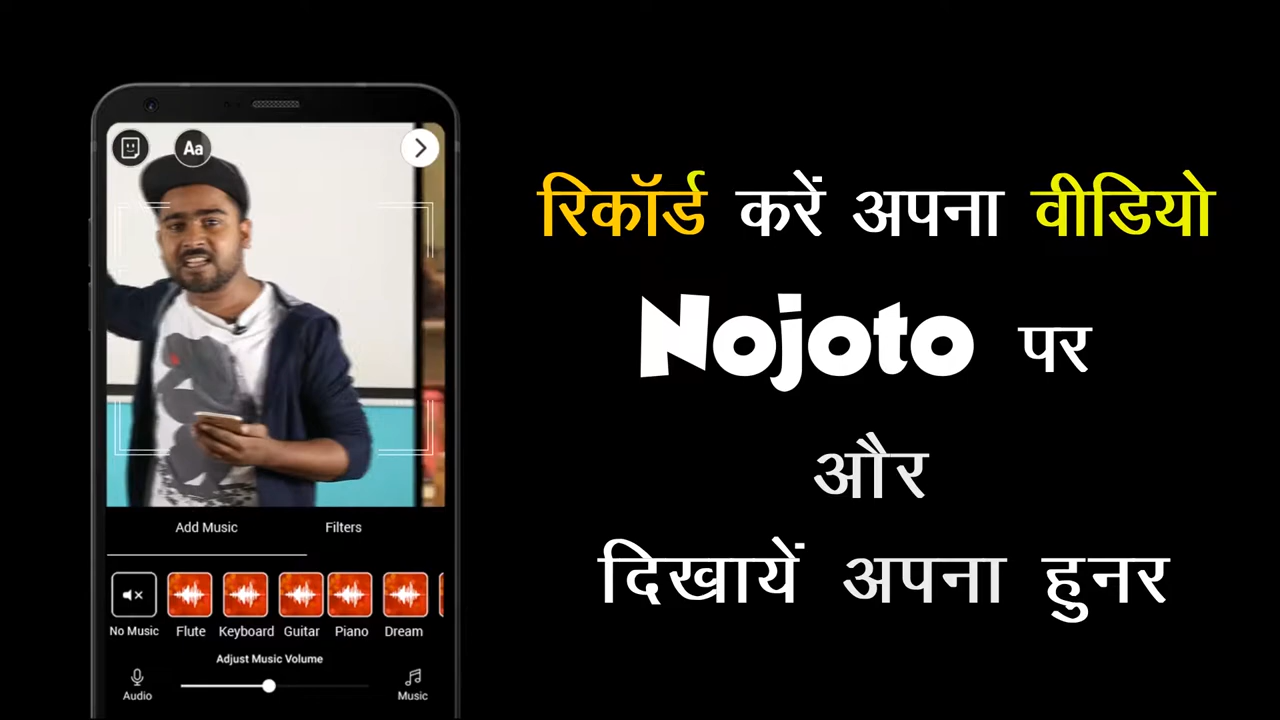 Aa
रिकॉर्ड करें अपना वीडियो
Nojoto पर
और
दिखायें अपना हुनर
Add Music Filters
No Music Flute Keyboard Guitar Piano Dream
Adjust Music Volume
Audio Music